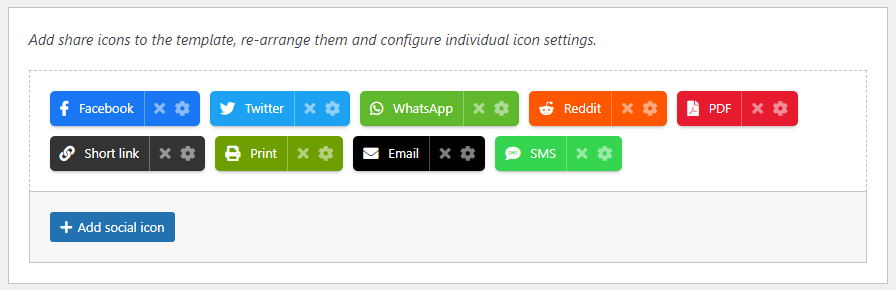 Add share icons to the template, re-arrange them and configure individual icon settings.
Facebook Twitter WhatsApp Reddit PDF
Short link Print Email SMS
Add social icon